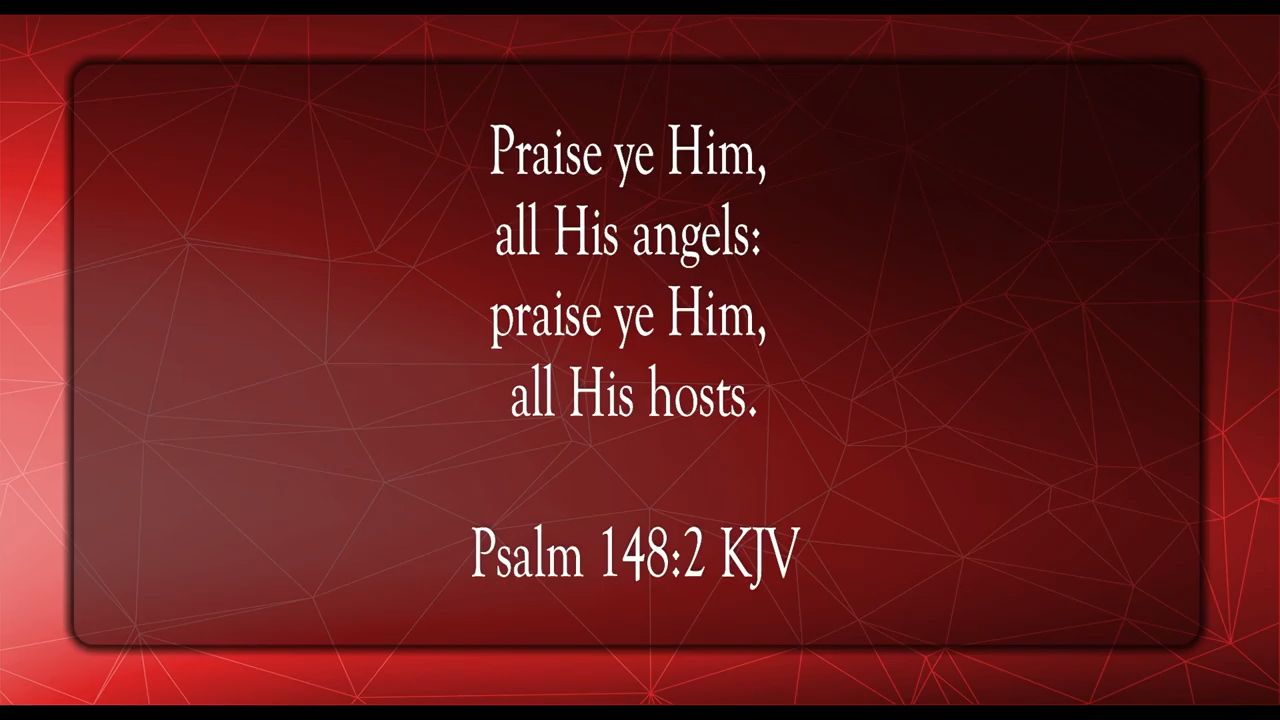 Praise ye Him,
all His angels:
praise ye Him,
all His hosts.
Psalm 148:2 KJV